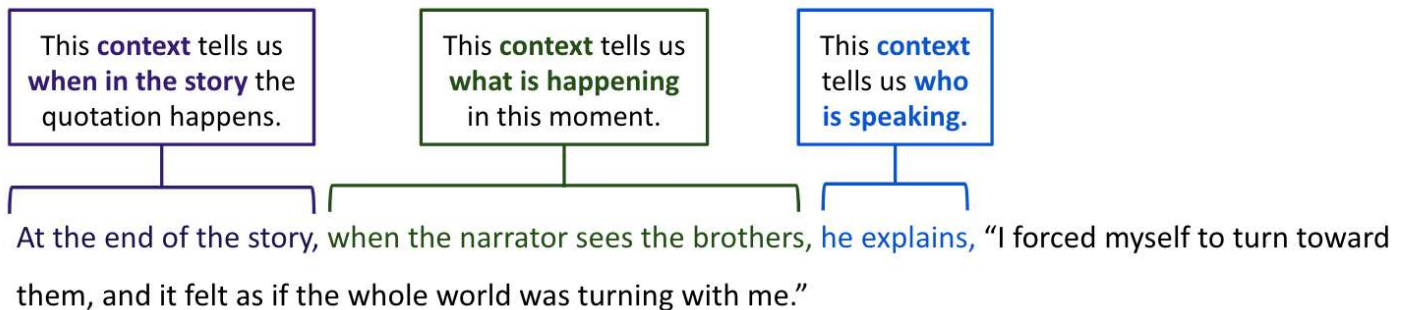 This context tells us
when in the story the
quotation happens.
This context tells us
what is happening
in this moment.
This context
tells us who
is speaking.
At the end of the story, when the narrator sees the brothers, he explains, “I forced myself to turn toward
them, and it felt as if the whole world was turning with me.”